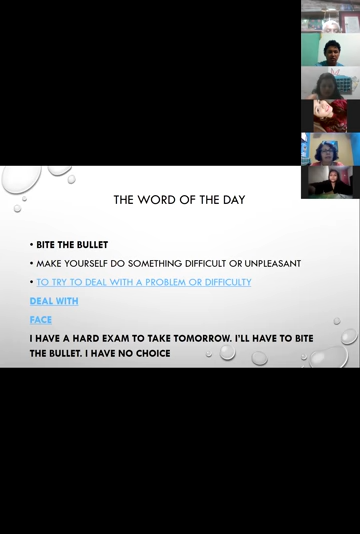 THE WORD OF THE DAY
• BITE THE BULLET
• MAKE YOURSELF DO SOMETHING DIFFICULT OR UNPLEASANT
• TO TRY TO DEAL WITH A PROBLEM OR DIFFICULTY
DEAL WITH
FACE
I HAVE A HARD EXAM TO TAKE TOMORROW. I'LL HAVE TO BITE
THE BULLET. I HAVE NO CHOICE